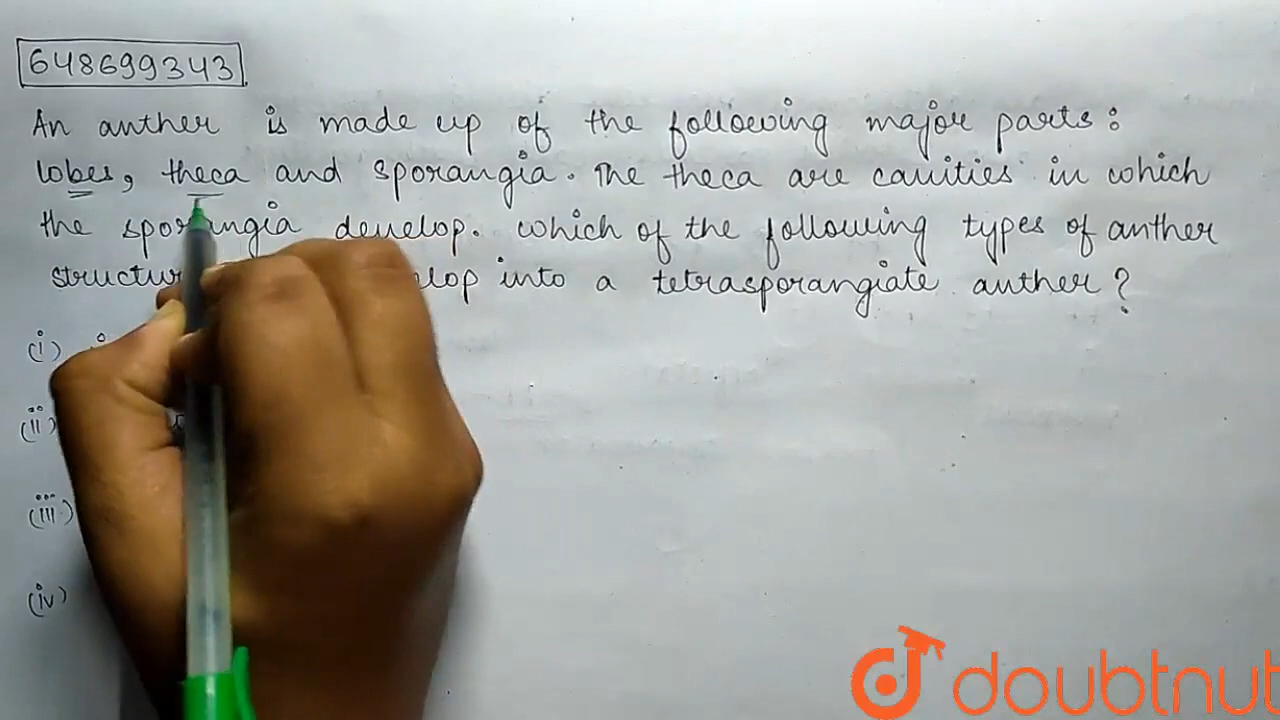 648699343
An anther is made up of the following major parts:
lobes, theca and sporangia. The theca are cavities in which
the sporangia develop. Which of the following types of anther
structur into a tetrasporangiate anther?
(i)
(ii)
(iii)
(iv)
doubtnut